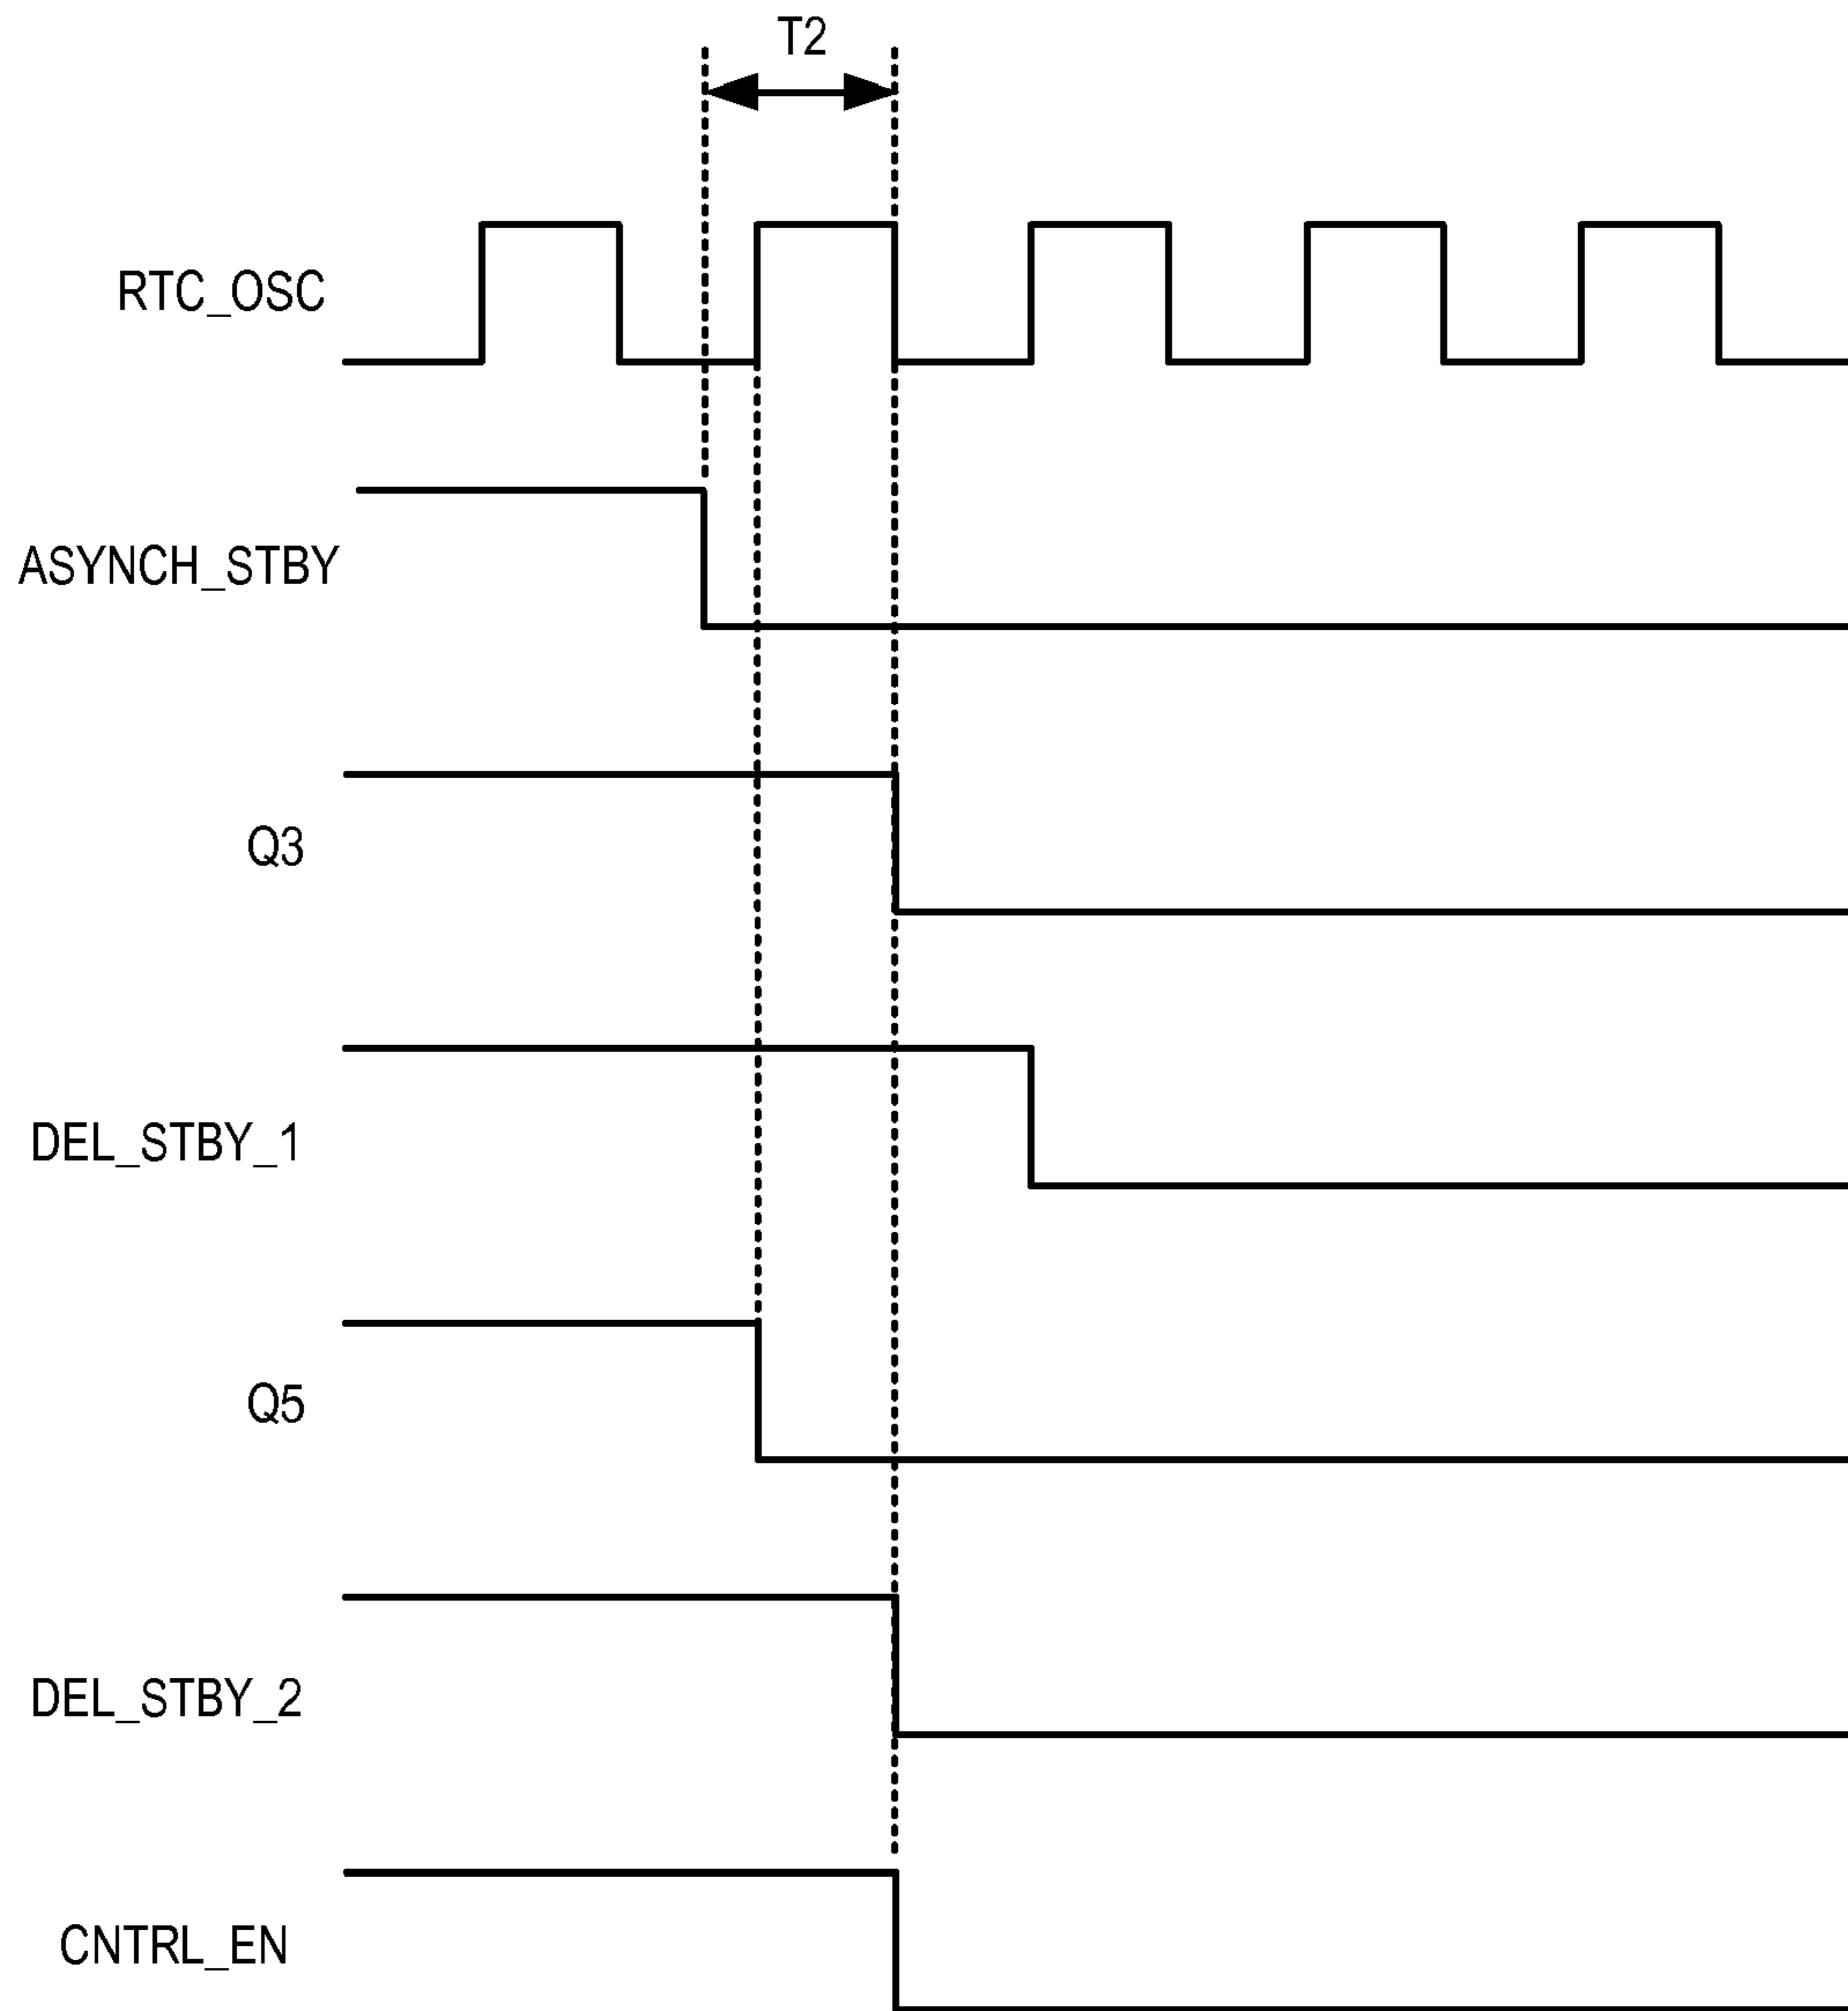 T2
RTC_OSC
ASYNCH_STBY
Q3
DEL_STBY_1
Q5
DEL_STBY_2
CNTRL_EN